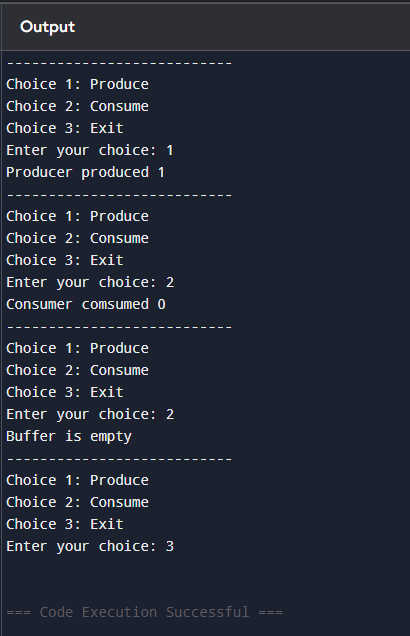 Output
---------------------------
Choice 1: Produce
Choice 2: Consume
Choice 3: Exit
Enter your choice: 1
Producer produced 1
---------------------------
Choice 1: Produce
Choice 2: Consume
Choice 3: Exit
Enter your choice: 2
Consumer comsumed 0
---------------------------
Choice 1: Produce
Choice 2: Consume
Choice 3: Exit
Enter your choice: 2
Buffer is empty
---------------------------
Choice 1: Produce
Choice 2: Consume
Choice 3: Exit
Enter your choice: 3
=== Code Execution Successful ===